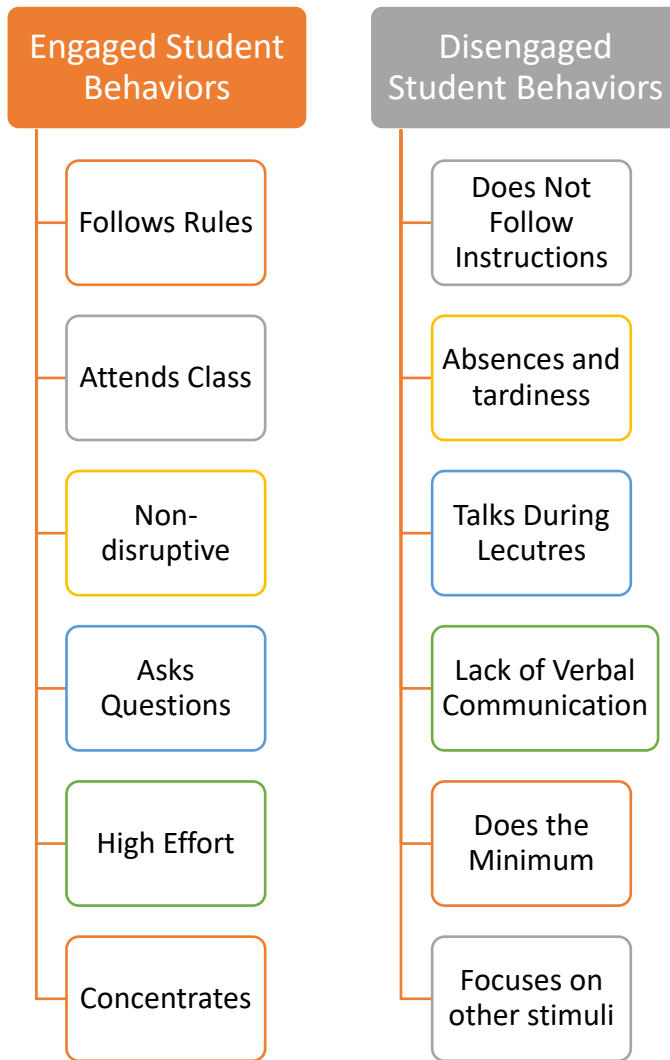 Engaged Student
Behaviors
Follows Rules
Attends Class
Non-
disruptive
Asks
Questions
High Effort
Concentrates
Disengaged
Student Behaviors
Does Not
Follow
Instructions
Absences and
tardiness
Talks During
Lecutres
Lack of Verbal
Communication
Does the
Minimum
Focuses on
other stimuli